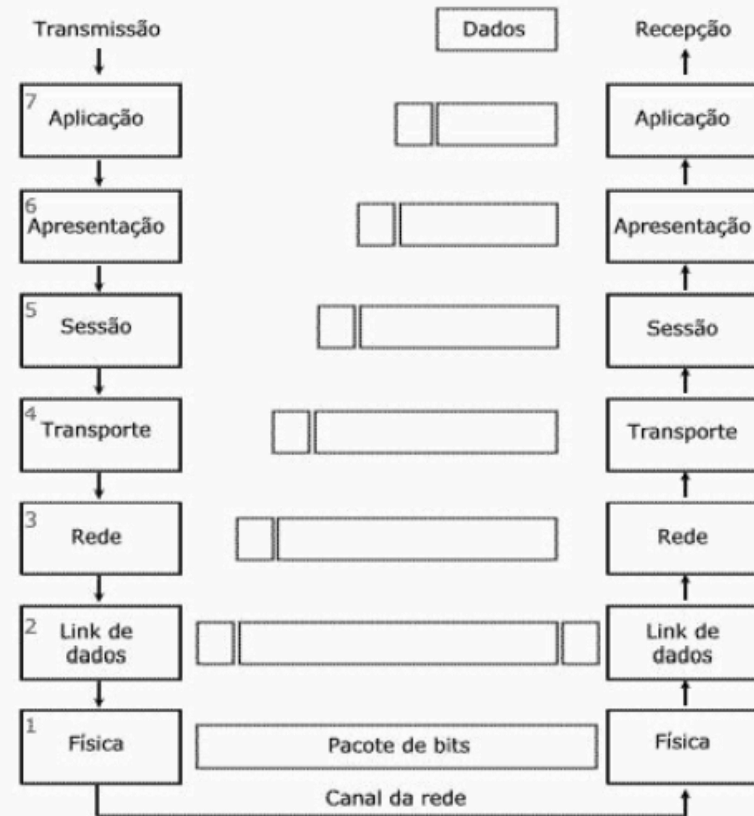 Transmissão
Dados
Recepção
7
Aplicação
Aplicação
6
Apresentação
Apresentação
5
Sessão
Sessão
4
Transporte
Transporte
3
Rede
Rede
2
Link de
dados
Link de
dados
1
Física
Pacote de bits
Física
Canal da rede